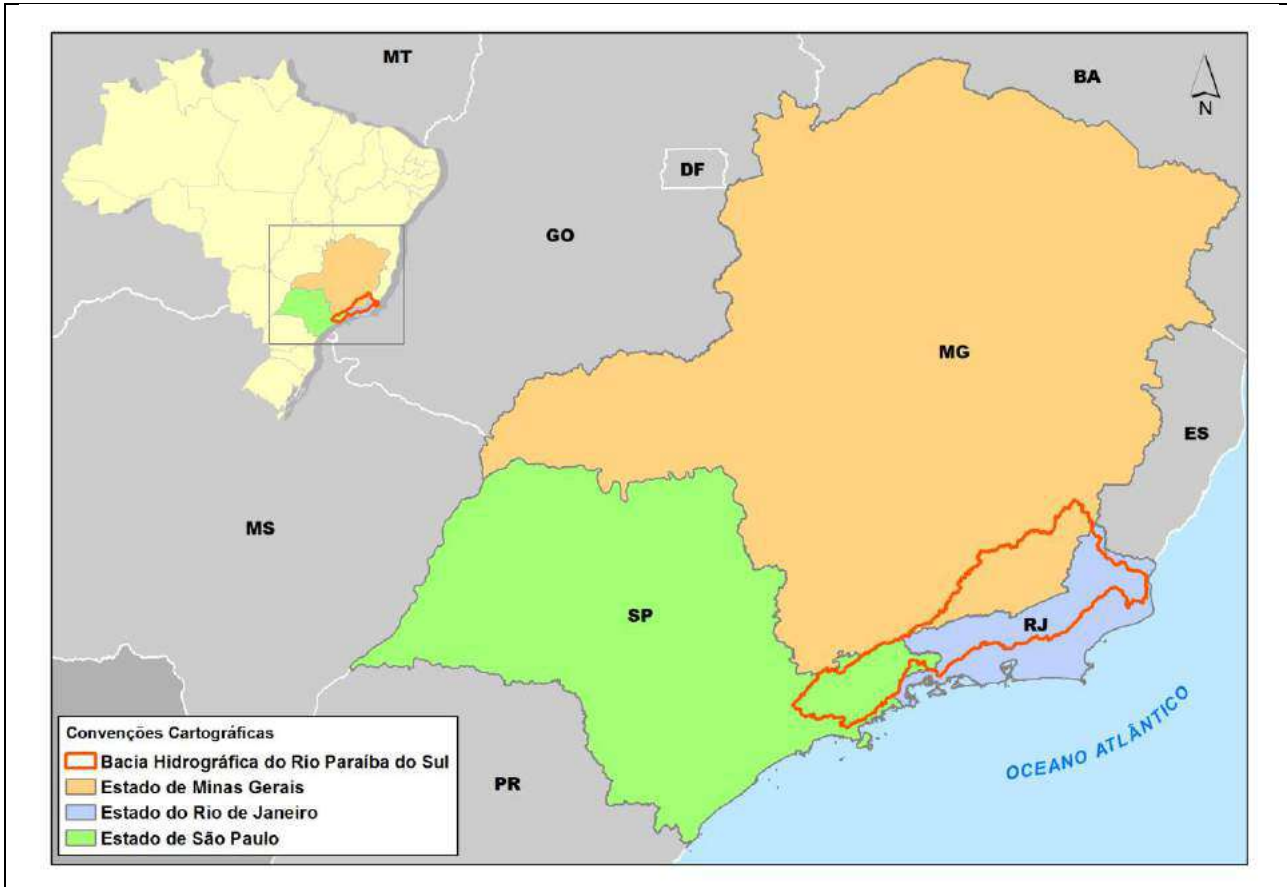 MT
BA
N
DF
GO
MG
ES
MS
SP
RJ
OCEANO ATLÂNTICO
PR
Convenções Cartográficas
Bacia Hidrográfica do Rio Paraíba do Sul
Estado de Minas Gerais
Estado do Rio de Janeiro
Estado de São Paulo